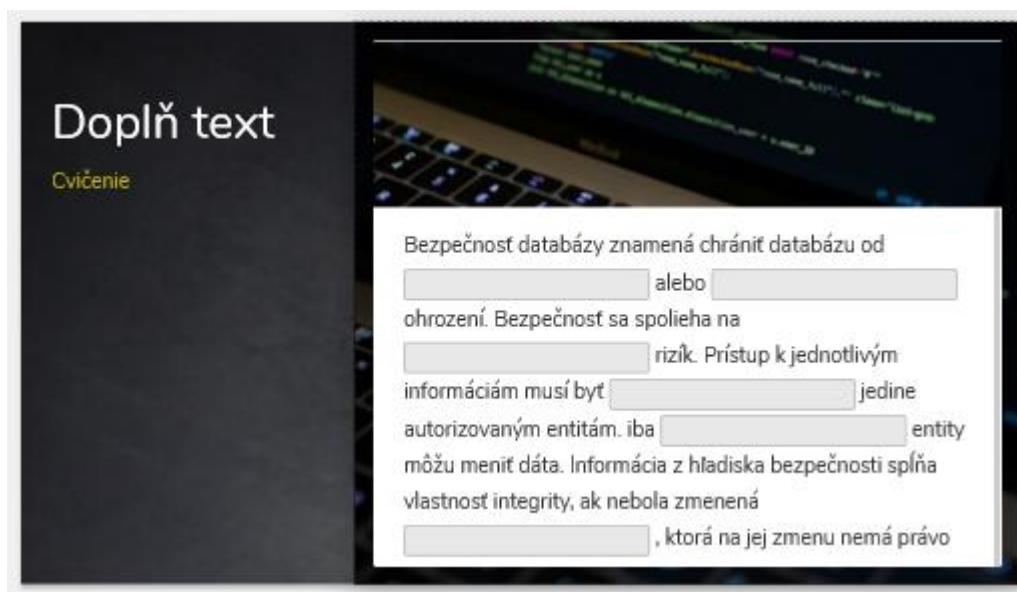 Doplň text
Cvičenie
Bezpečnosť databázy znamená chrániť databázu od
alebo
ohrození. Bezpečnosť sa spolieha na
rizík. Prístup k jednotlivým
informáciám musí byť jedine
autorizovaným entitám. iba entity
môžu meniť dáta. Informácia z hľadiska bezpečnosti spĺňa
vlastnosť integrity, ak nebola zmenená
, ktorá na jej zmenu nemá právo